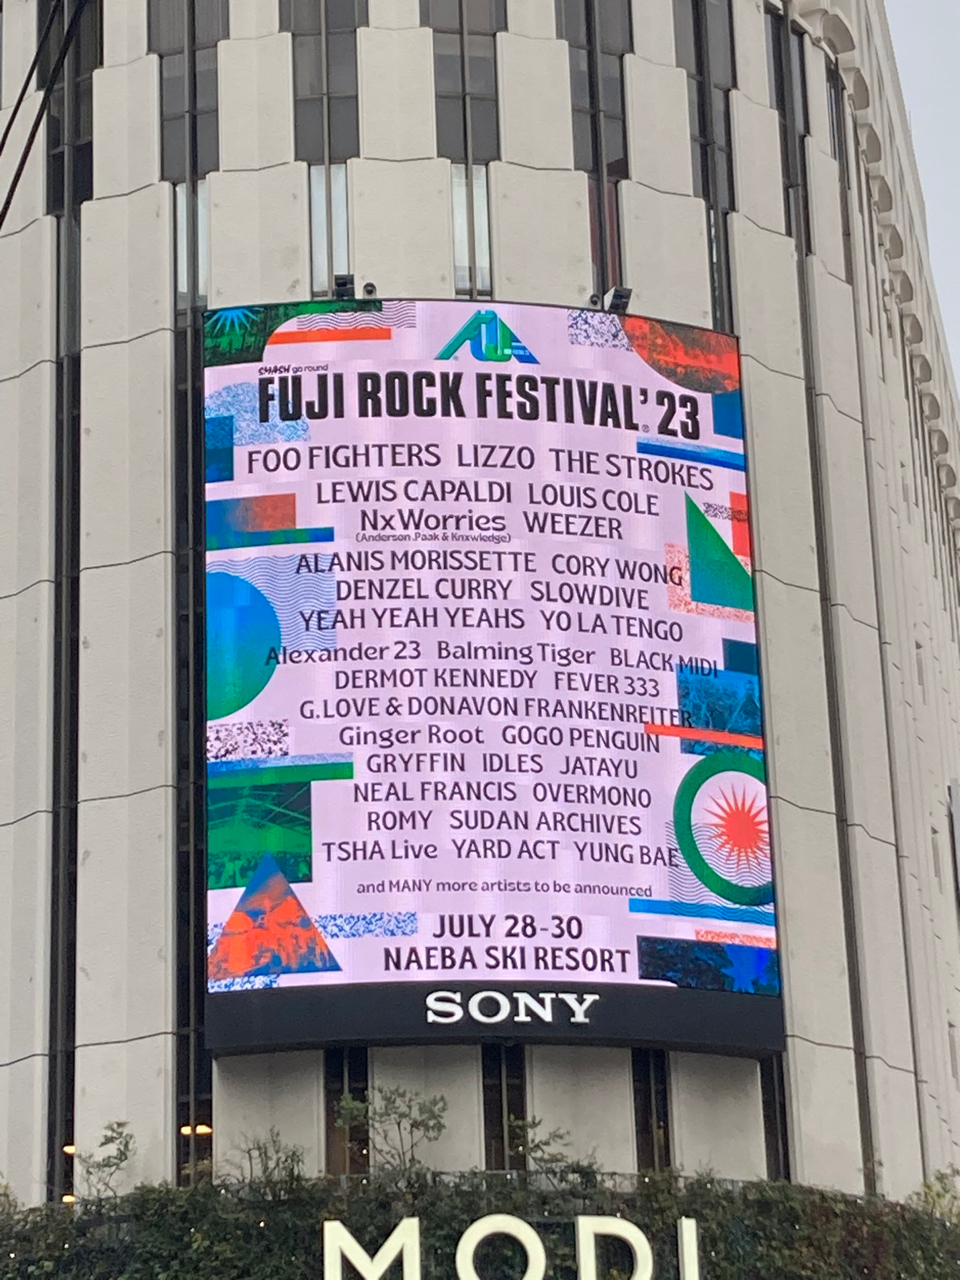 SMASH go round
FUJI ROCK FESTIVAL'23
FOO FIGHTERS LIZZO THE STROKES
LEWIS CAPALDI LOUIS COLE
NxWorries WEEZER
(Anderson .Paak & Knxwledge)
ALANIS MORISSETTE CORY WONG
DENZEL CURRY SLOWDIVE
YEAH YEAH YEAHS YO LA TENGO
Alexander 23 Balming Tiger BLACK MIDI
DERMOT KENNEDY FEVER 333
G.LOVE & DONAVON FRANKENREITER
Ginger Root GOGO PENGUIN
GRYFFIN IDLES JATAYU
NEAL FRANCIS OVERMONO
ROMY SUDAN ARCHIVES
TSHA Live YARD ACT YUNG BAE
and MANY more artists to be announced
JULY 28-30
NAEBA SKI RESORT
SONY
MODI